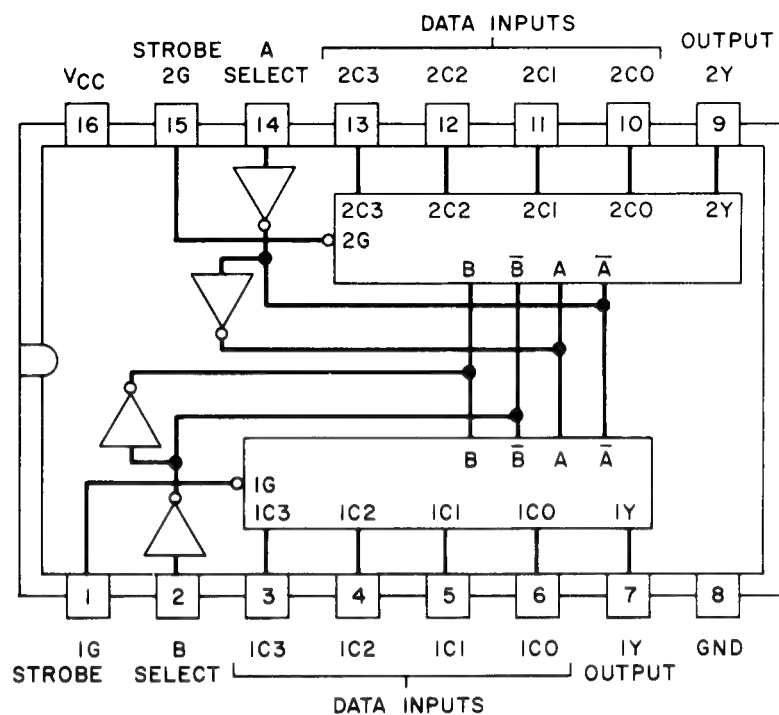 DATA INPUTS
STROBE A OUTPUT
VCC 2G SELECT 2C3 2C2 2C1 2C0 2Y
16 15 14 13 12 11 10 9
2C3 2C2 2C1 2C0 2Y
2G
B B̅ A A̅
B B̅ A A̅
1G
1C3 1C2 1C1 1C0 1Y
1 2 3 4 5 6 7 8
1G B 1C3 1C2 1C1 1C0 1Y GND
STROBE SELECT OUTPUT
DATA INPUTS